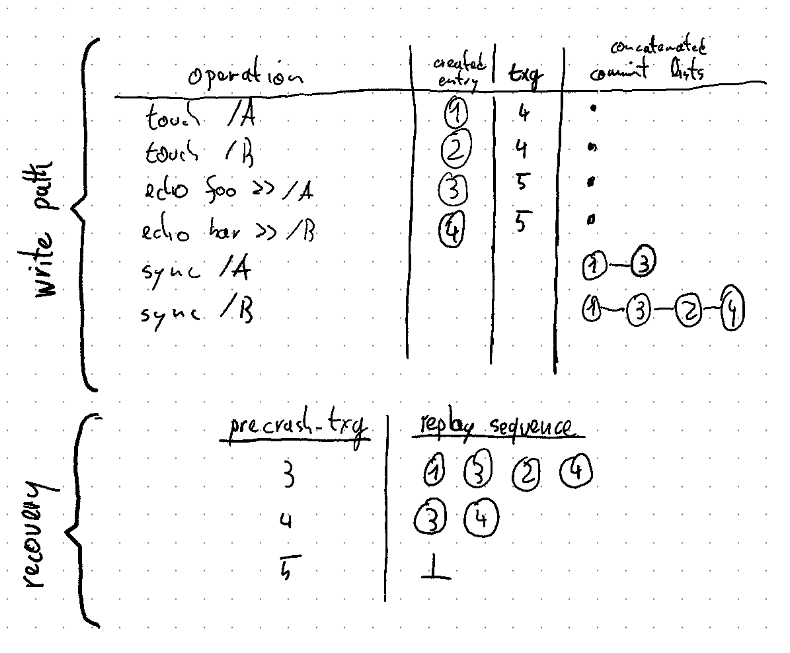 write path
operation created entry txg concatenated commit lists
touch /A ① 4 •
touch /B ② 4 •
echo foo >> /A ③ 5 •
echo bar >> /B ④ 5 •
sync /A ①—③
sync /B ①—③—②—④
recovery
precrash-txg replay sequence
3 ① ③ ② ④
4 ③ ④
5 ⊥